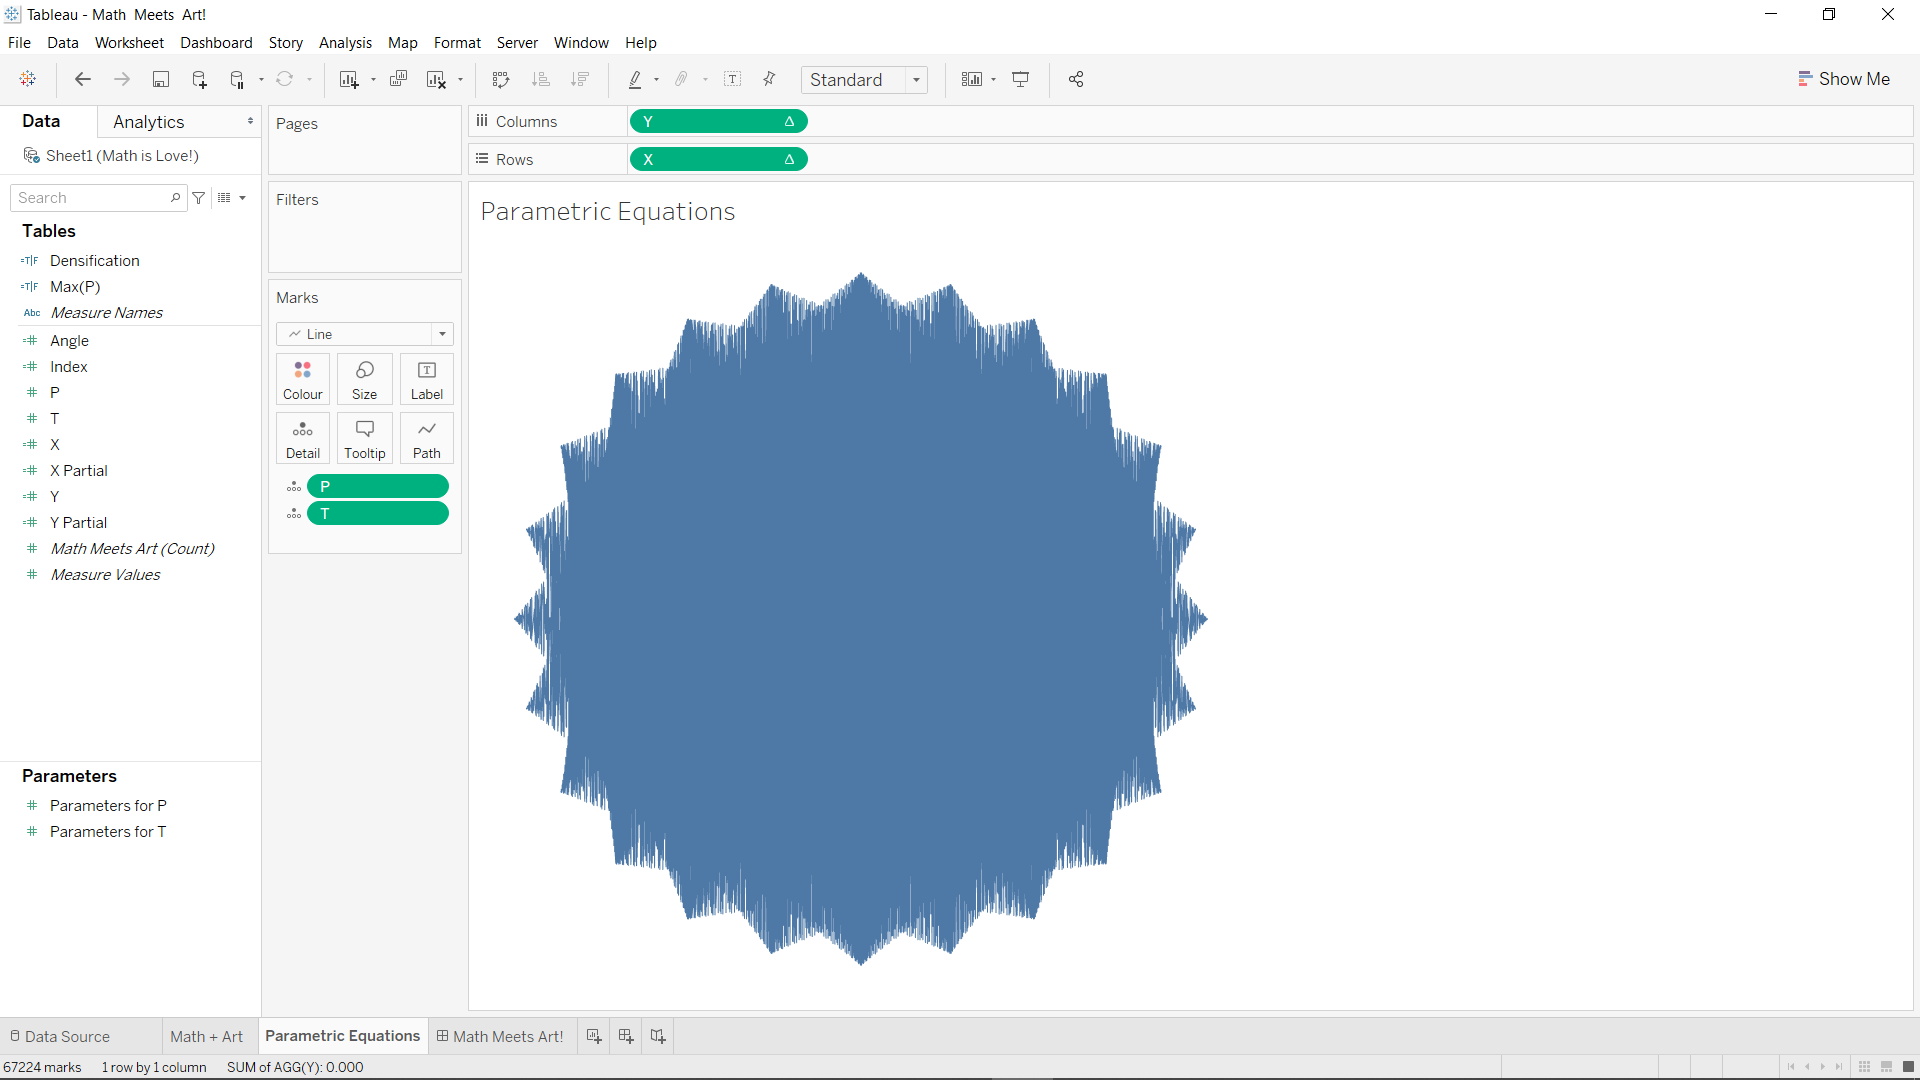 Tableau - Math Meets Art!
File Data Worksheet Dashboard Story Analysis Map Format Server Window Help
Standard
Show Me
Data Analytics
Sheet1 (Math is Love!)
Search
Tables
=T|F Densification
=T|F Max(P)
Abc Measure Names
=# Angle
=# Index
# P
# T
=# X
=# X Partial
=# Y
=# Y Partial
# Math Meets Art (Count)
# Measure Values
Parameters
# Parameters for P
# Parameters for T
Pages
Filters
Marks
Line
Colour Size Label
Detail Tooltip Path
P
T
Columns Y Δ
Rows X Δ
Parametric Equations
Data Source Math + Art Parametric Equations Math Meets Art!
67224 marks 1 row by 1 column SUM of AGG(Y): 0.000